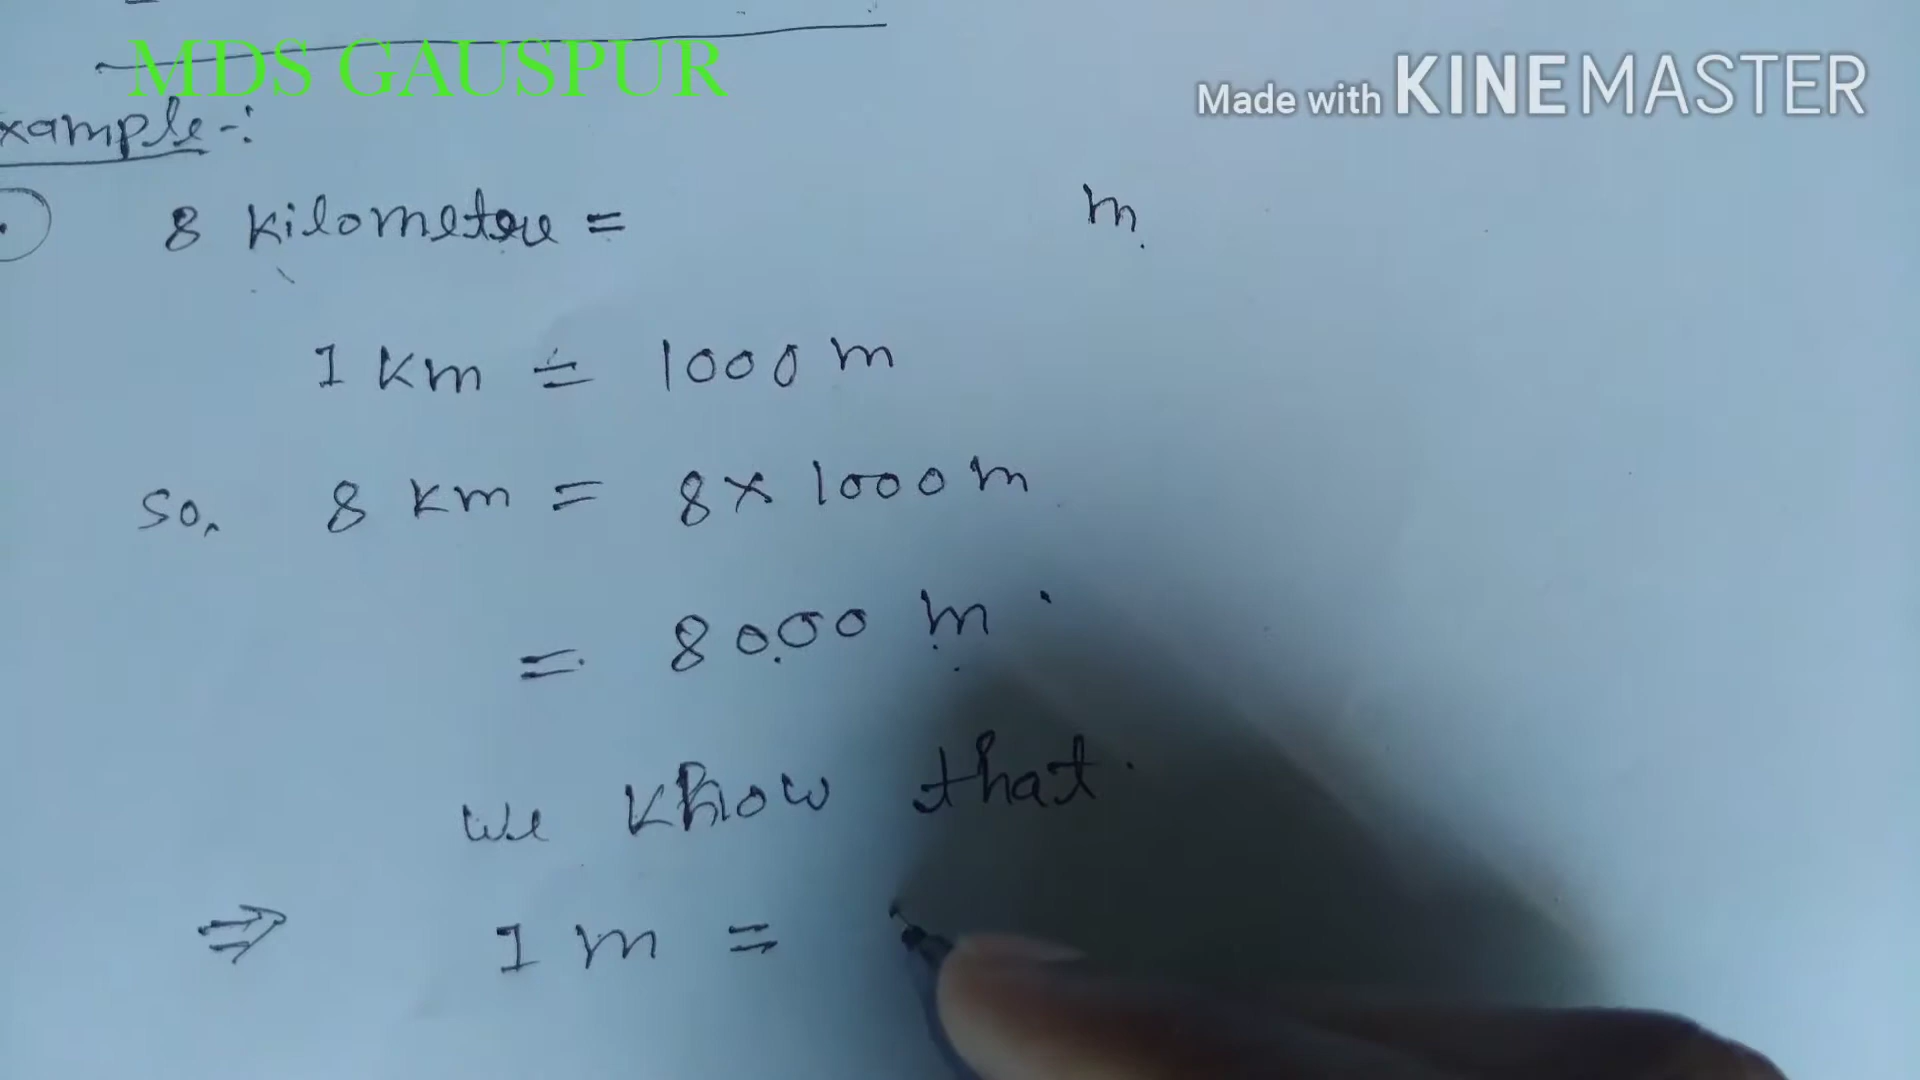 MDS GAUSPUR
Made with KINEMASTER
xample-:
8 kilometre = m.
1 Km = 1000 m
So, 8 Km = 8 x 1000 m
= 8000 m.
we know that.
⇒ 1 m =